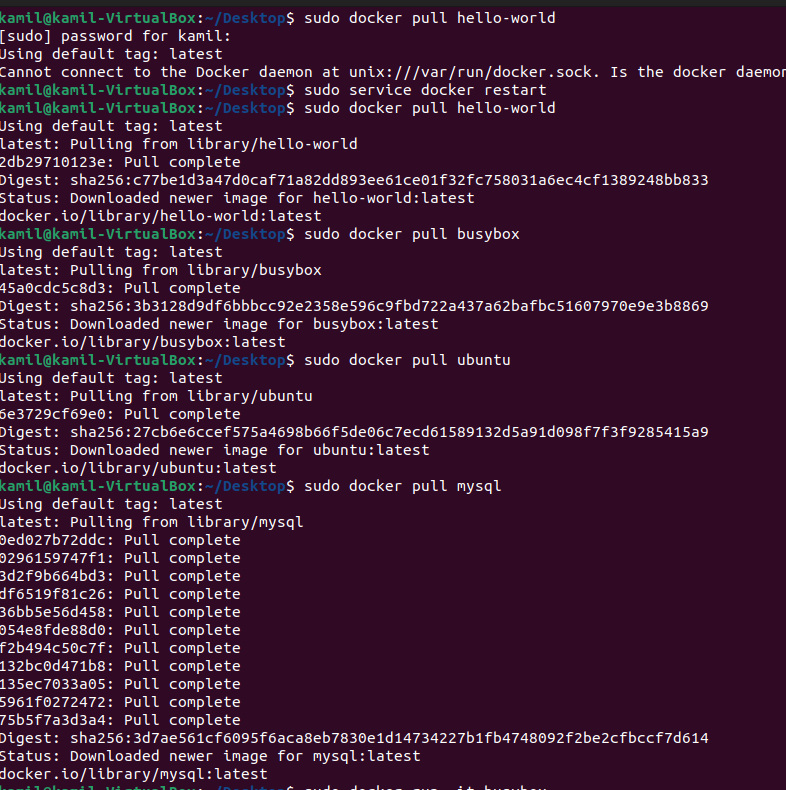 kamil@kamil-VirtualBox:~/Desktop$ sudo docker pull hello-world
[sudo] password for kamil:
Using default tag: latest
Cannot connect to the Docker daemon at unix:///var/run/docker.sock. Is the docker daemon
kamil@kamil-VirtualBox:~/Desktop$ sudo service docker restart
kamil@kamil-VirtualBox:~/Desktop$ sudo docker pull hello-world
Using default tag: latest
latest: Pulling from library/hello-world
2db29710123e: Pull complete
Digest: sha256:c77be1d3a47d0caf71a82dd893ee61ce01f32fc758031a6ec4cf1389248bb833
Status: Downloaded newer image for hello-world:latest
docker.io/library/hello-world:latest
kamil@kamil-VirtualBox:~/Desktop$ sudo docker pull busybox
Using default tag: latest
latest: Pulling from library/busybox
45a0cdc5c8d3: Pull complete
Digest: sha256:3b3128d9df6bbbcc92e2358e596c9fbd722a437a62bafbc51607970e9e3b8869
Status: Downloaded newer image for busybox:latest
docker.io/library/busybox:latest
kamil@kamil-VirtualBox:~/Desktop$ sudo docker pull ubuntu
Using default tag: latest
latest: Pulling from library/ubuntu
6e3729cf69e0: Pull complete
Digest: sha256:27cb6e6ccef575a4698b66f5de06c7ecd61589132d5a91d098f7f3f9285415a9
Status: Downloaded newer image for ubuntu:latest
docker.io/library/ubuntu:latest
kamil@kamil-VirtualBox:~/Desktop$ sudo docker pull mysql
Using default tag: latest
latest: Pulling from library/mysql
0ed027b72ddc: Pull complete
0296159747f1: Pull complete
3d2f9b664bd3: Pull complete
df6519f81c26: Pull complete
36bb5e56d458: Pull complete
054e8fde88d0: Pull complete
f2b494c50c7f: Pull complete
132bc0d471b8: Pull complete
135ec7033a05: Pull complete
5961f0272472: Pull complete
75b5f7a3d3a4: Pull complete
Digest: sha256:3d7ae561cf6095f6aca8eb7830e1d14734227b1fb4748092f2be2cfbccf7d614
Status: Downloaded newer image for mysql:latest
docker.io/library/mysql:latest
kamil@kamil-VirtualBox:~/Desktop$ sudo docker run -it busybox